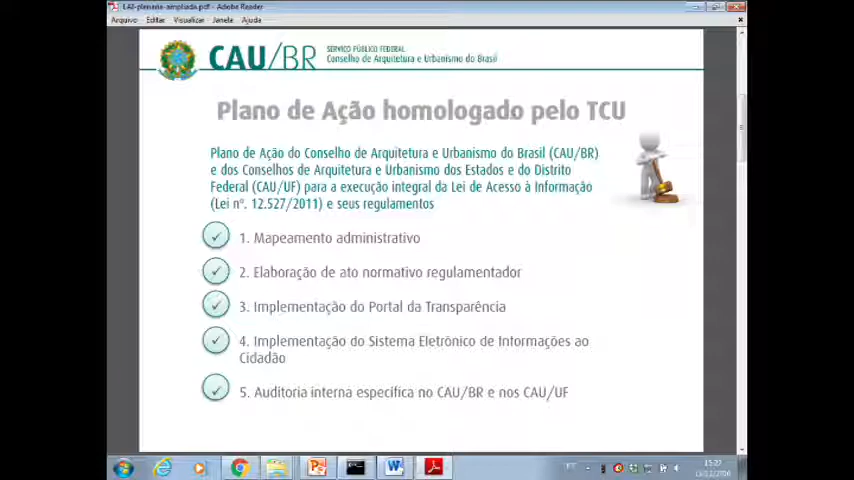 LAI-plenaria-ampliada.pdf - Adobe Reader
Arquivo Editar Visualizar Janela Ajuda
CAU/BR
SERVIÇO PÚBLICO FEDERAL
Conselho de Arquitetura e Urbanismo do Brasil
Plano de Ação homologado pelo TCU
Plano de Ação do Conselho de Arquitetura e Urbanismo do Brasil (CAU/BR)
e dos Conselhos de Arquitetura e Urbanismo dos Estados e do Distrito
Federal (CAU/UF) para a execução integral da Lei de Acesso à Informação
(Lei nº. 12.527/2011) e seus regulamentos
1. Mapeamento administrativo
2. Elaboração de ato normativo regulamentador
3. Implementação do Portal da Transparência
4. Implementação do Sistema Eletrônico de Informações ao
Cidadão
5. Auditoria interna específica no CAU/BR e nos CAU/UF
PT
15:27